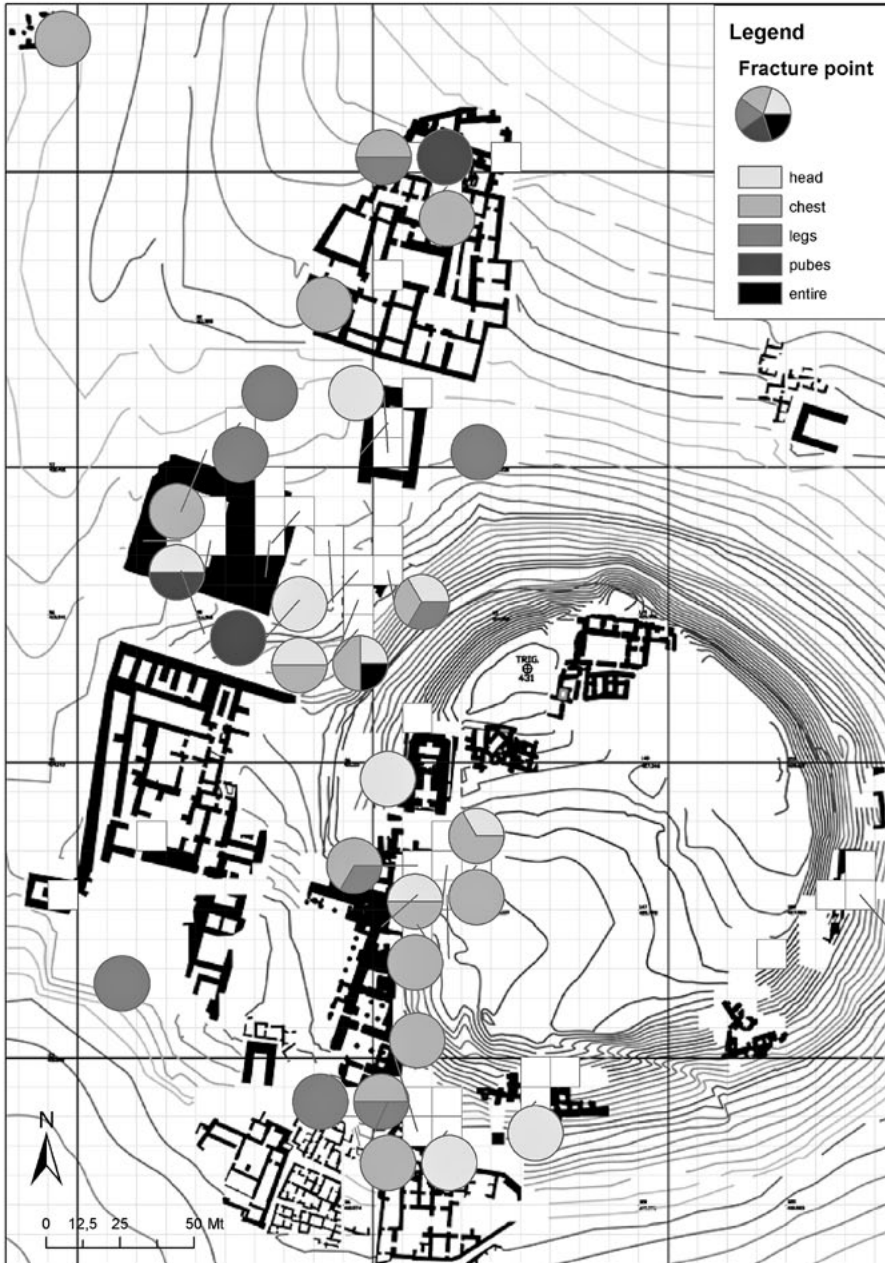 Legend
Fracture point
head
chest
legs
pubes
entire
TRIG.
431
N
0 12,5 25 50 Mt